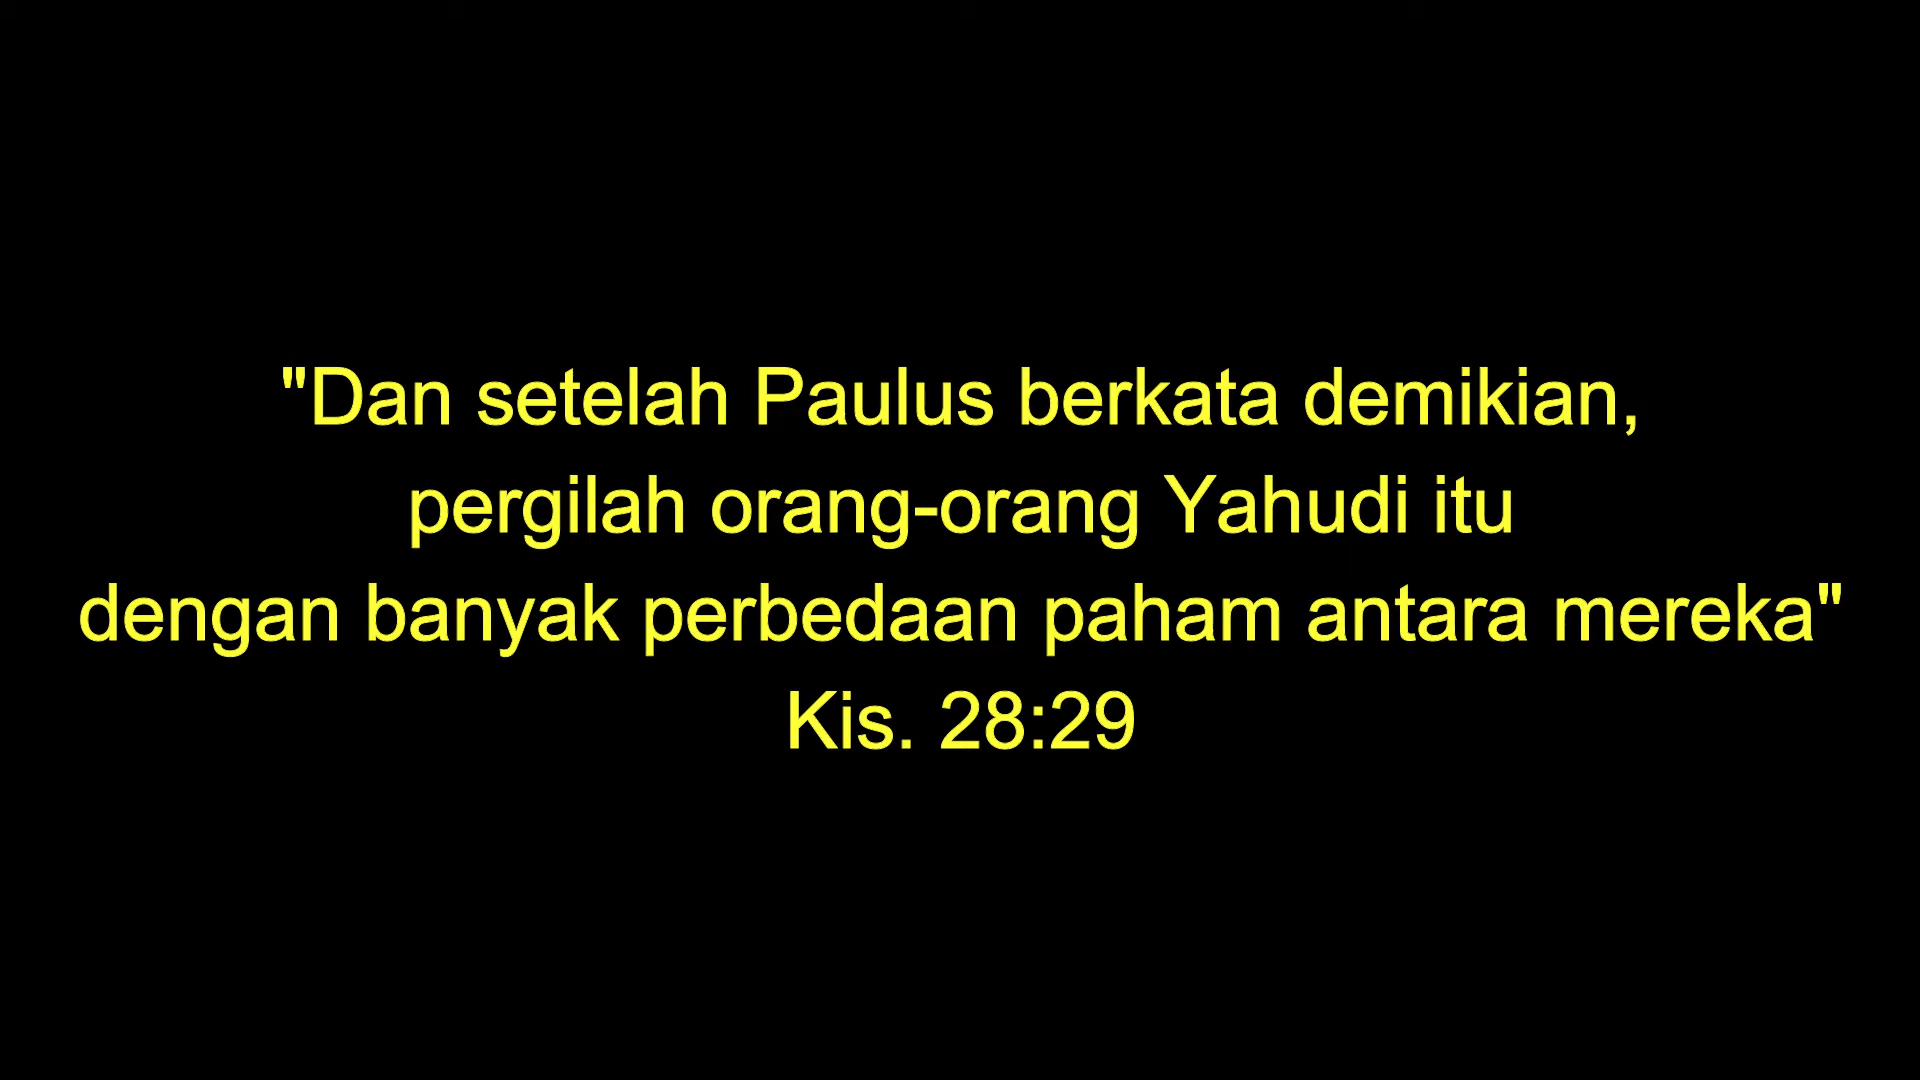 "Dan setelah Paulus berkata demikian,
pergilah orang-orang Yahudi itu
dengan banyak perbedaan paham antara mereka"
Kis. 28:29